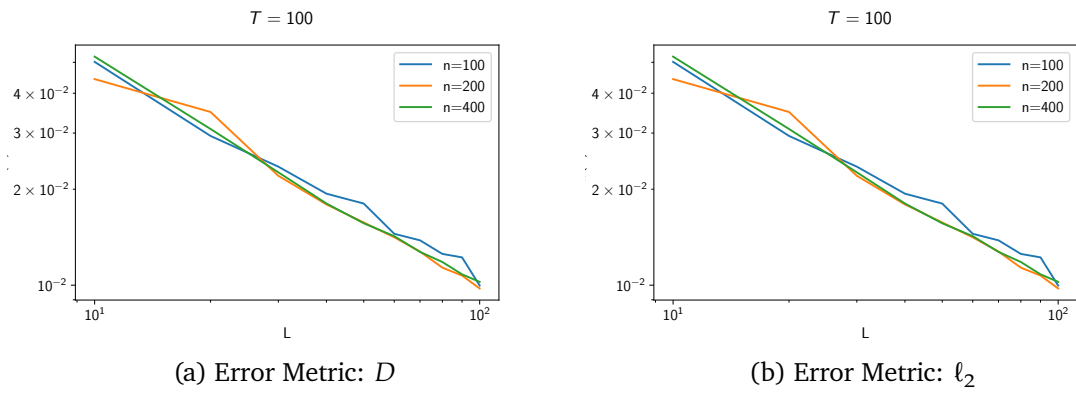 T = 100
n=100
n=200
n=400
4 × 10⁻²
3 × 10⁻²
2 × 10⁻²
10⁻²
10¹
10²
L
(a) Error Metric: D
T = 100
n=100
n=200
n=400
4 × 10⁻²
3 × 10⁻²
2 × 10⁻²
10⁻²
10¹
10²
L
(b) Error Metric: ℓ₂